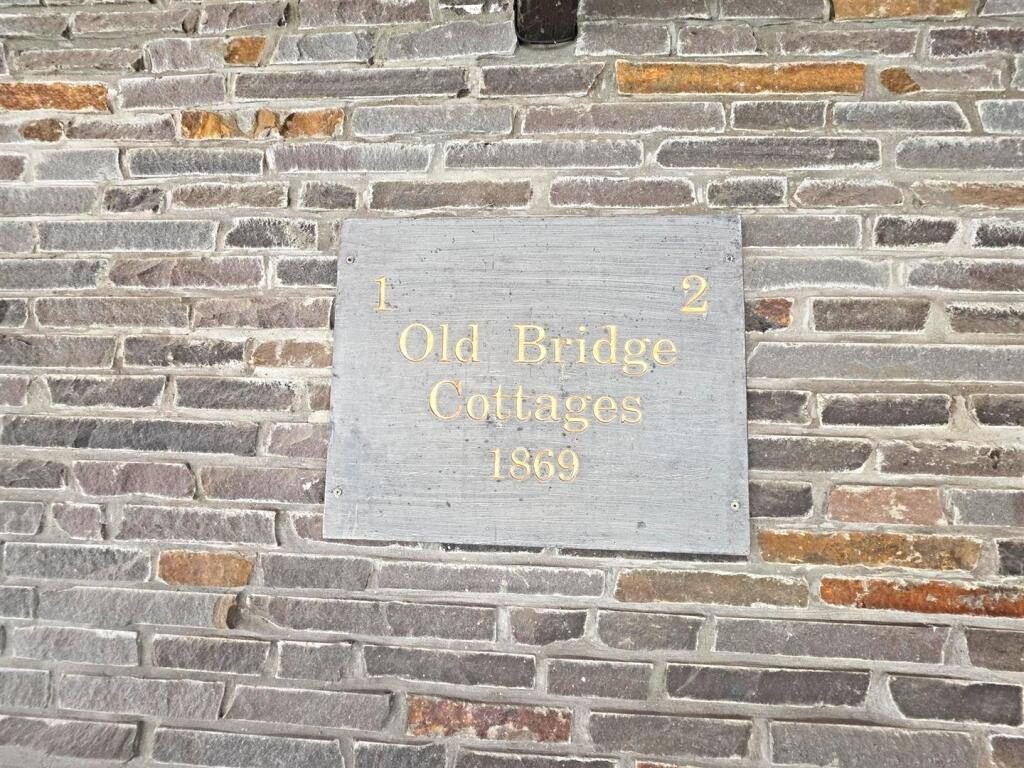 1 2
Old Bridge
Cottages
1869